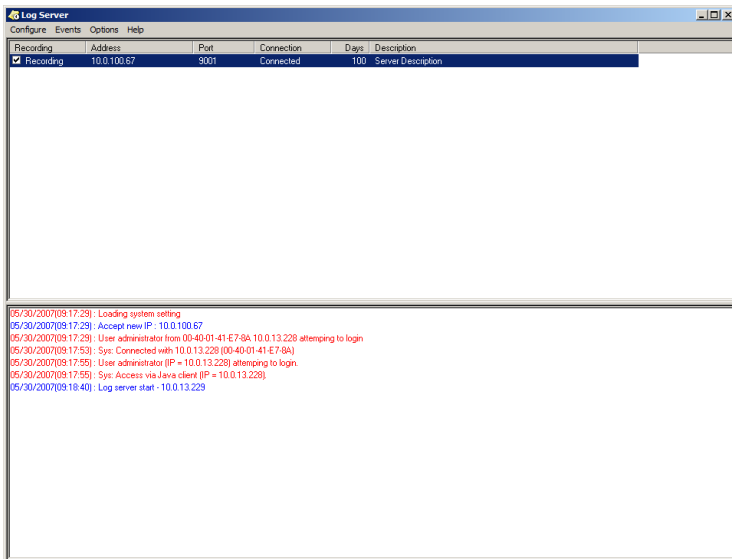 Log Server
Configure Events Options Help
Recording Address Port Connection Days Description
Recording 10.0.100.67 9001 Connected 100 Server Description
05/30/2007(09:17:29) : Loading system setting
05/30/2007(09:17:29) : Accept new IP : 10.0.100.67
05/30/2007(09:17:29) : User administrator from 00-40-01-41-E7-8A 10.0.13.228 attemping to login.
05/30/2007(09:17:53) : Sys: Connected with 10.0.13.228 (00-40-01-41-E7-8A)
05/30/2007(09:17:55) : User administrator (IP = 10.0.13.228) attemping to login.
05/30/2007(09:17:55) : Sys: Access via Java client (IP = 10.0.13.228).
05/30/2007(09:18:40) : Log server start - 10.0.13.229